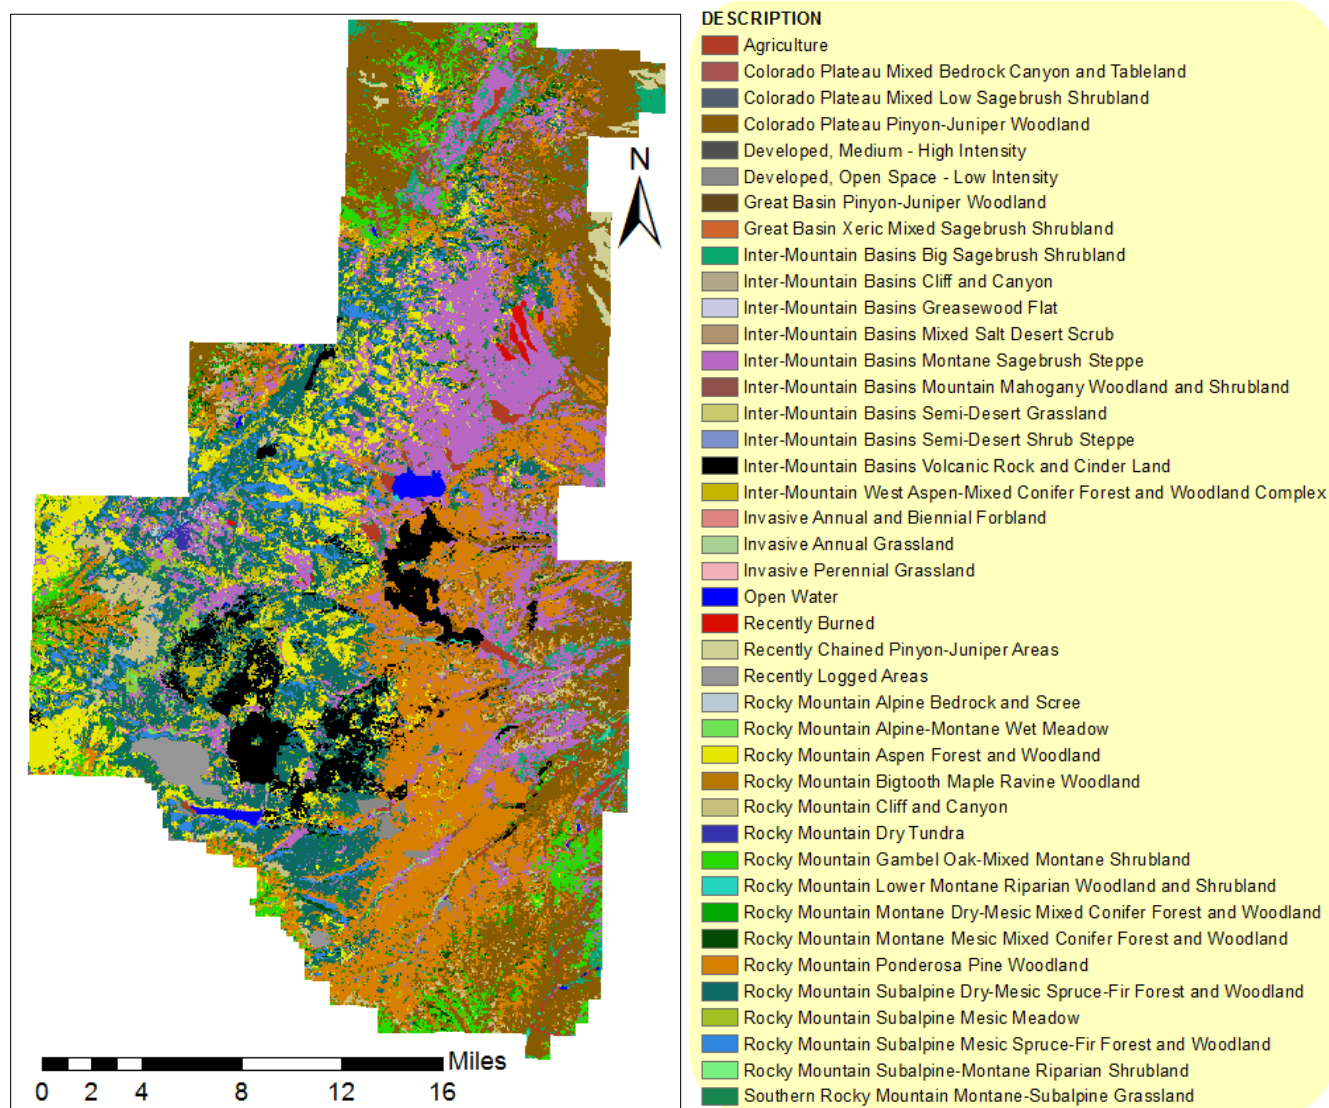 DESCRIPTION
Agriculture
Colorado Plateau Mixed Bedrock Canyon and Tableland
Colorado Plateau Mixed Low Sagebrush Shrubland
Colorado Plateau Pinyon-Juniper Woodland
Developed, Medium - High Intensity
Developed, Open Space - Low Intensity
Great Basin Pinyon-Juniper Woodland
Great Basin Xeric Mixed Sagebrush Shrubland
Inter-Mountain Basins Big Sagebrush Shrubland
Inter-Mountain Basins Cliff and Canyon
Inter-Mountain Basins Greasewood Flat
Inter-Mountain Basins Mixed Salt Desert Scrub
Inter-Mountain Basins Montane Sagebrush Steppe
Inter-Mountain Basins Mountain Mahogany Woodland and Shrubland
Inter-Mountain Basins Semi-Desert Grassland
Inter-Mountain Basins Semi-Desert Shrub Steppe
Inter-Mountain Basins Volcanic Rock and Cinder Land
Inter-Mountain West Aspen-Mixed Conifer Forest and Woodland Complex
Invasive Annual and Biennial Forbland
Invasive Annual Grassland
Invasive Perennial Grassland
Open Water
Recently Burned
Recently Chained Pinyon-Juniper Areas
Recently Logged Areas
Rocky Mountain Alpine Bedrock and Scree
Rocky Mountain Alpine-Montane Wet Meadow
Rocky Mountain Aspen Forest and Woodland
Rocky Mountain Bigtooth Maple Ravine Woodland
Rocky Mountain Cliff and Canyon
Rocky Mountain Dry Tundra
Rocky Mountain Gambel Oak-Mixed Montane Shrubland
Rocky Mountain Lower Montane Riparian Woodland and Shrubland
Rocky Mountain Montane Dry-Mesic Mixed Conifer Forest and Woodland
Rocky Mountain Montane Mesic Mixed Conifer Forest and Woodland
Rocky Mountain Ponderosa Pine Woodland
Rocky Mountain Subalpine Dry-Mesic Spruce-Fir Forest and Woodland
Rocky Mountain Subalpine Mesic Meadow
Rocky Mountain Subalpine Mesic Spruce-Fir Forest and Woodland
Rocky Mountain Subalpine-Montane Riparian Shrubland
Southern Rocky Mountain Montane-Subalpine Grassland
N
Miles
0 2 4 8 12 16